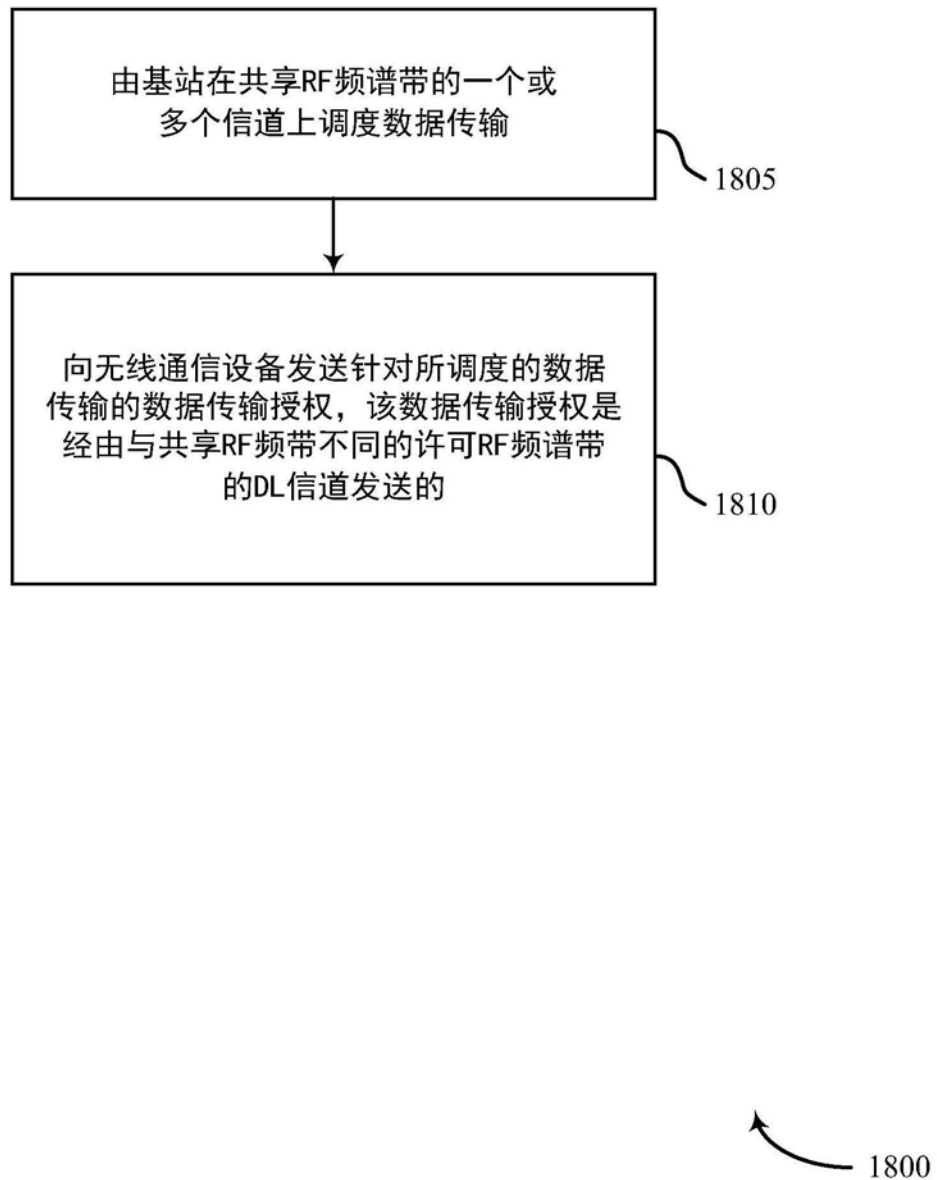 由基站在共享RF频谱带的一个或
多个信道上调度数据传输
1805
向无线通信设备发送针对所调度的数据
传输的数据传输授权，该数据传输授权是
经由与共享RF频带不同的许可RF频谱带
的DL信道发送的
1810
1800